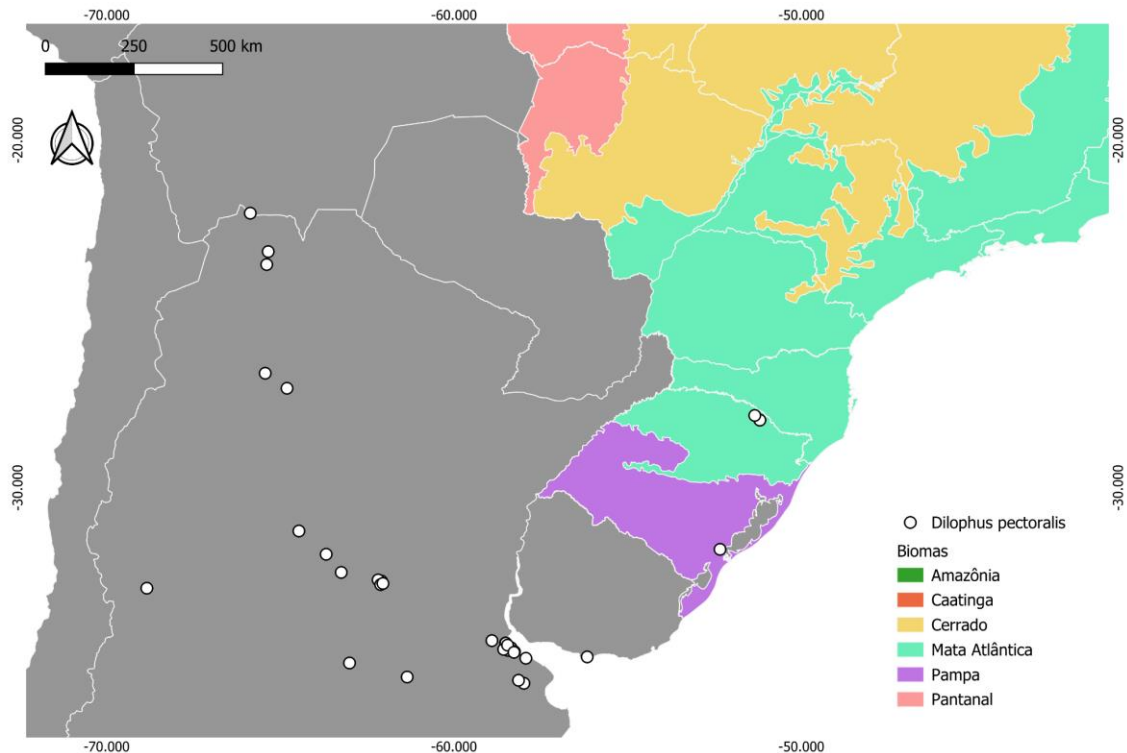 -70.000 -60.000 -50.000
0 250 500 km
-20.000 -20.000
-30.000 -30.000
Dilophus pectoralis
Biomas
Amazônia
Caatinga
Cerrado
Mata Atlântica
Pampa
Pantanal
-70.000 -60.000 -50.000